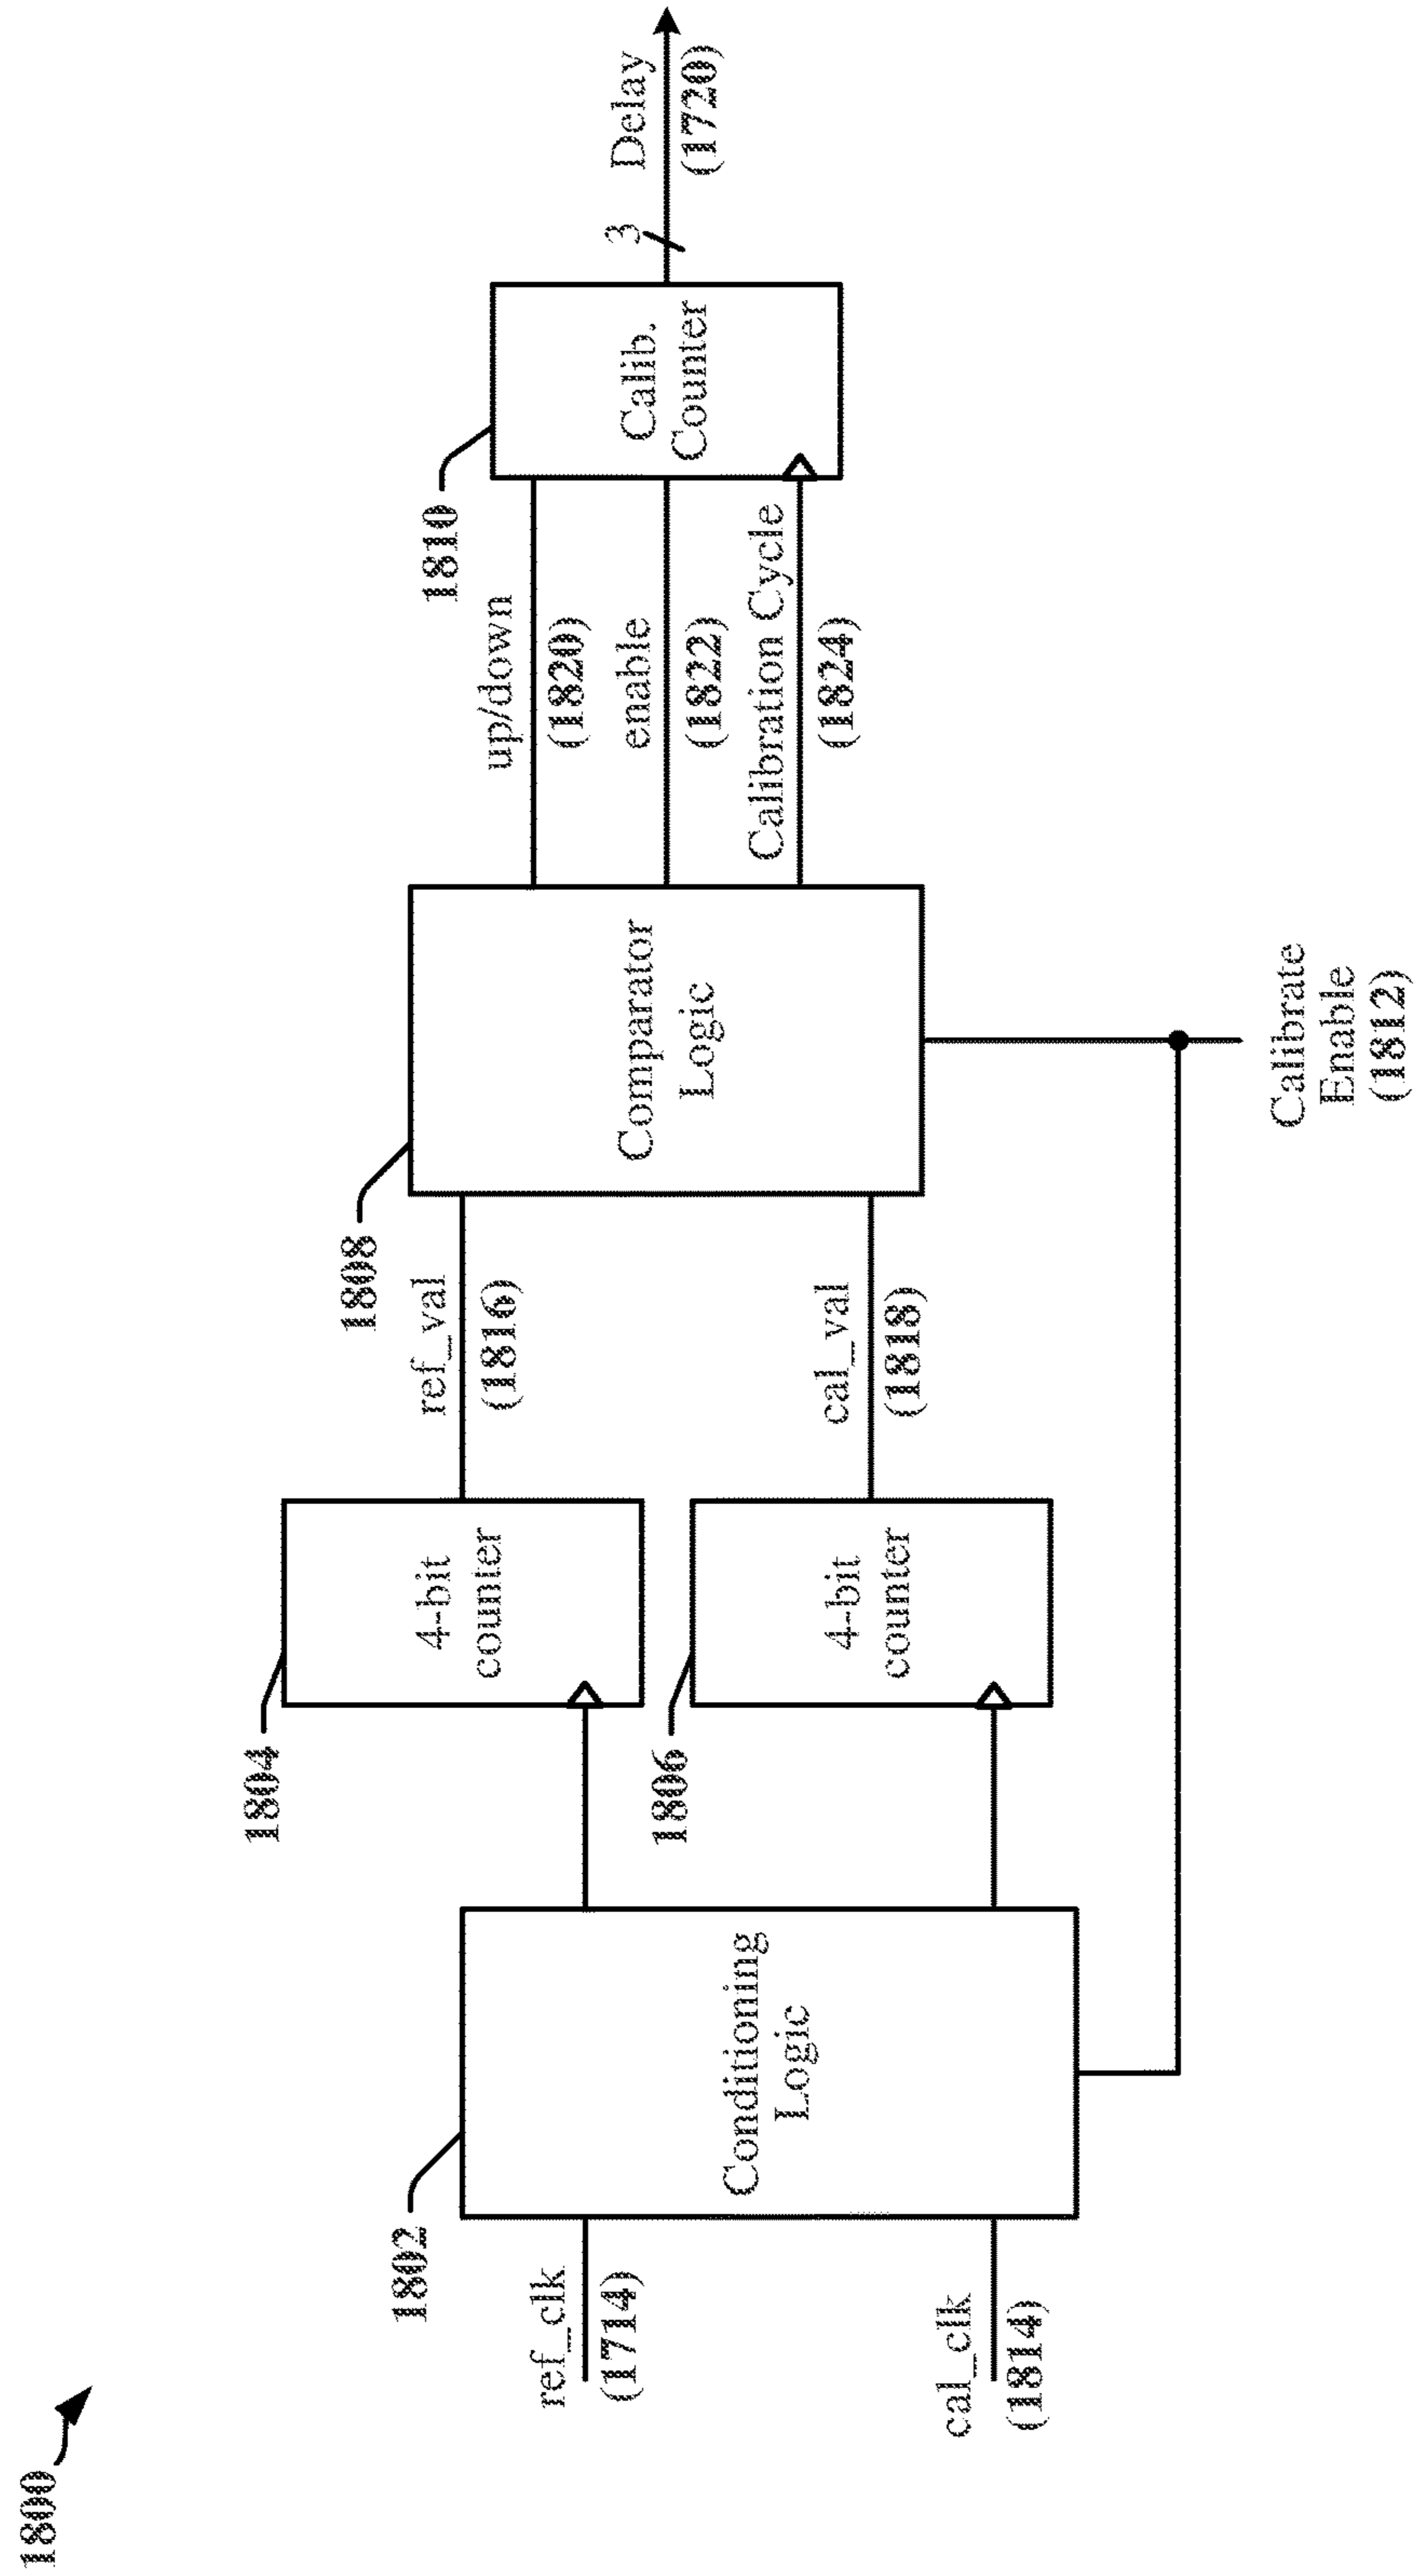 1800
ref_clk
(1714)
cal_clk
(1814)
1802
Conditioning
Logic
1804
4-bit
counter
1806
4-bit
counter
ref_val
(1816)
cal_val
(1818)
1808
Comparator
Logic
Calibrate
Enable
(1812)
up/down
(1820)
enable
(1822)
Calibration Cycle
(1824)
1810
Calib.
Counter
3
Delay
(1720)